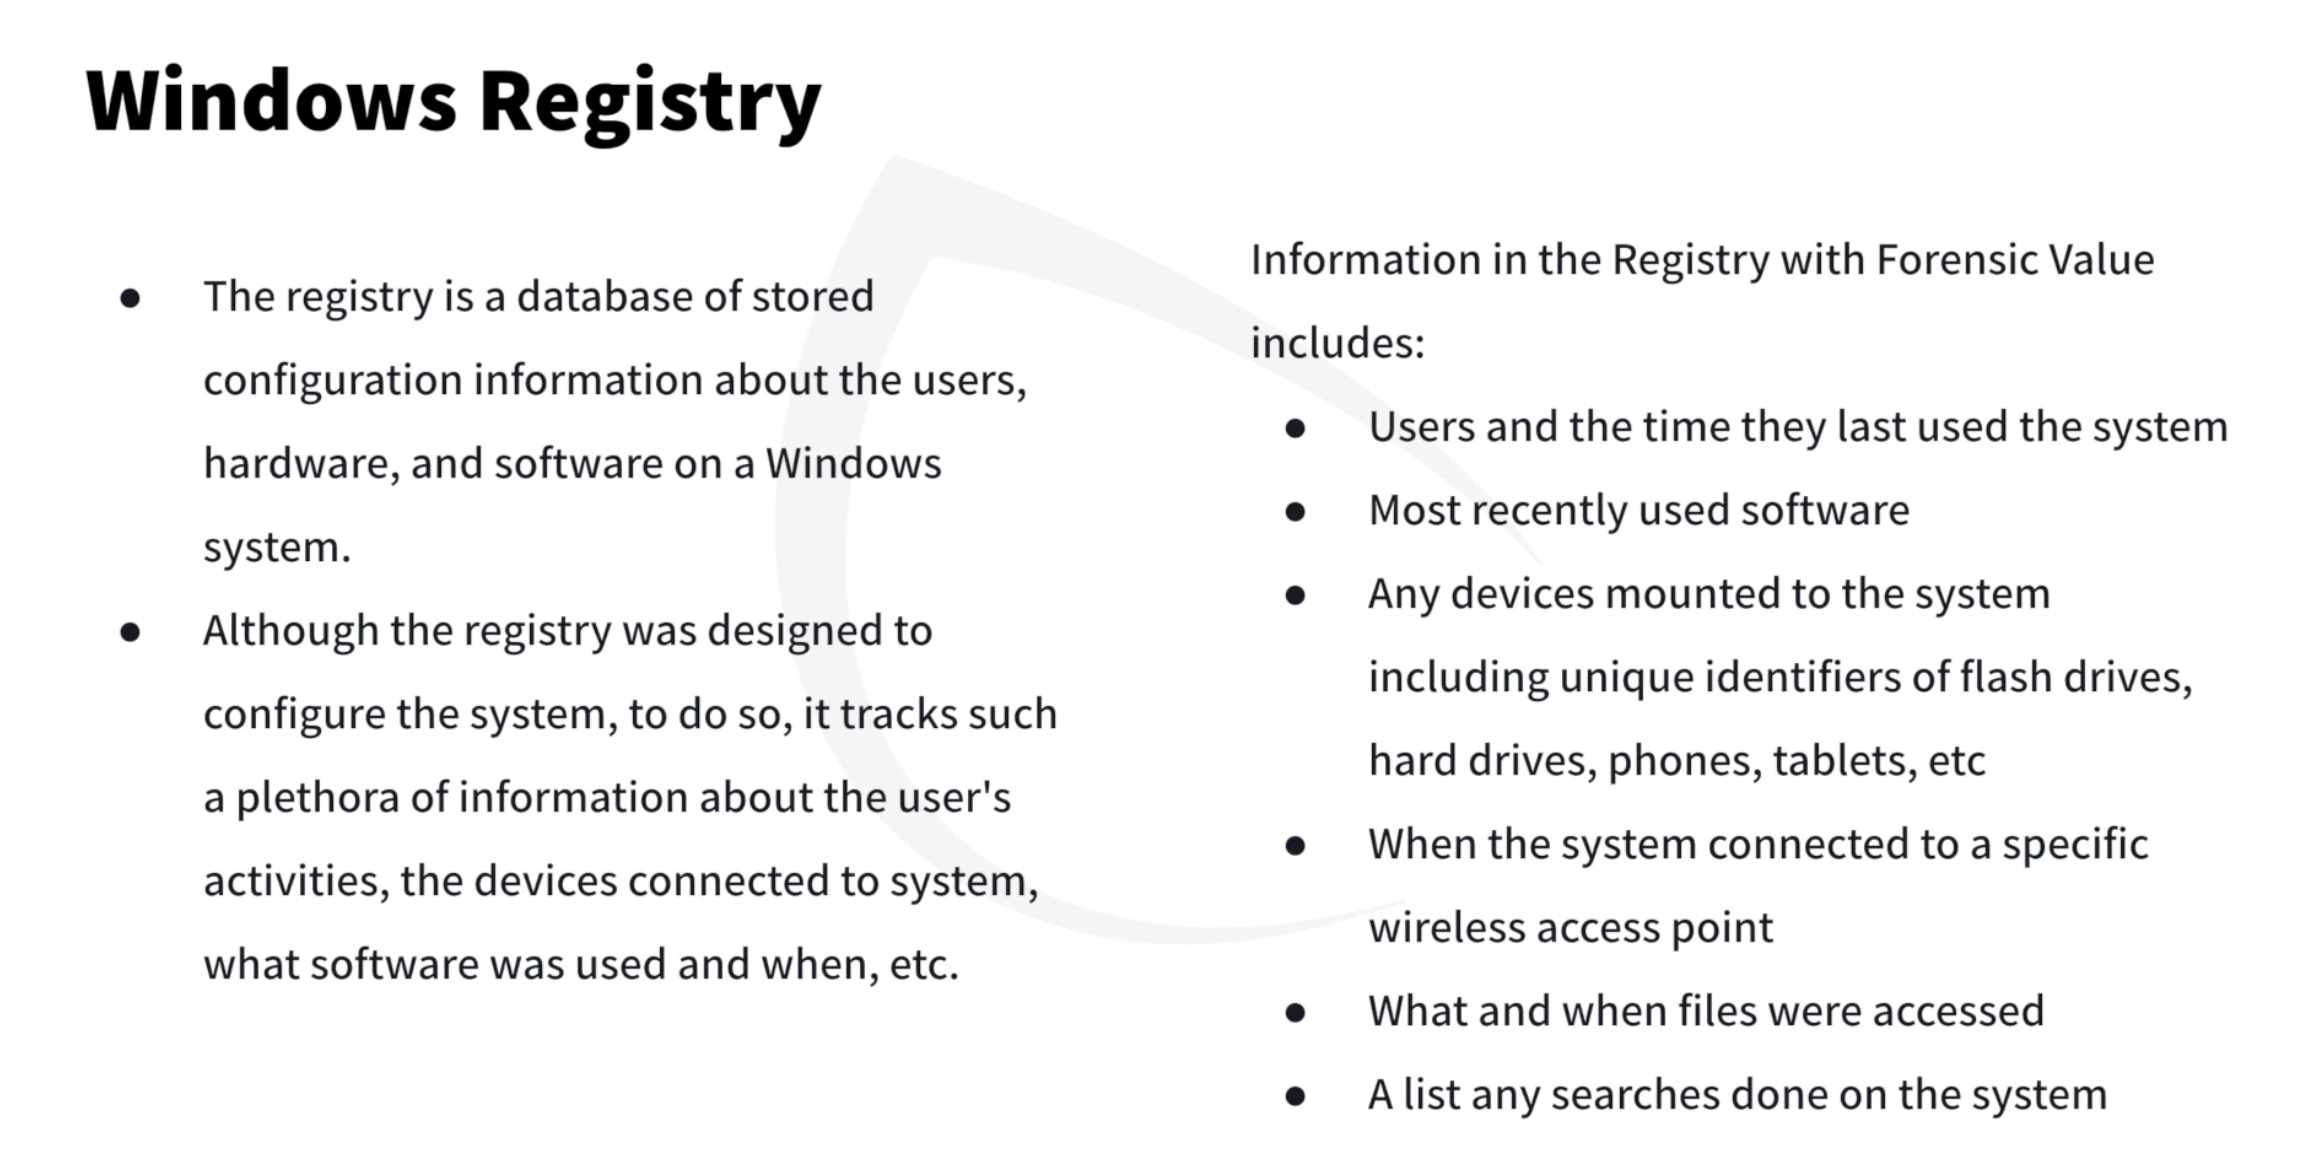 Windows Registry
● The registry is a database of stored
configuration information about the users,
hardware, and software on a Windows
system.
● Although the registry was designed to
configure the system, to do so, it tracks such
a plethora of information about the user's
activities, the devices connected to system,
what software was used and when, etc.
Information in the Registry with Forensic Value
includes:
● Users and the time they last used the system
● Most recently used software
● Any devices mounted to the system
including unique identifiers of flash drives,
hard drives, phones, tablets, etc
● When the system connected to a specific
wireless access point
● What and when files were accessed
● A list any searches done on the system